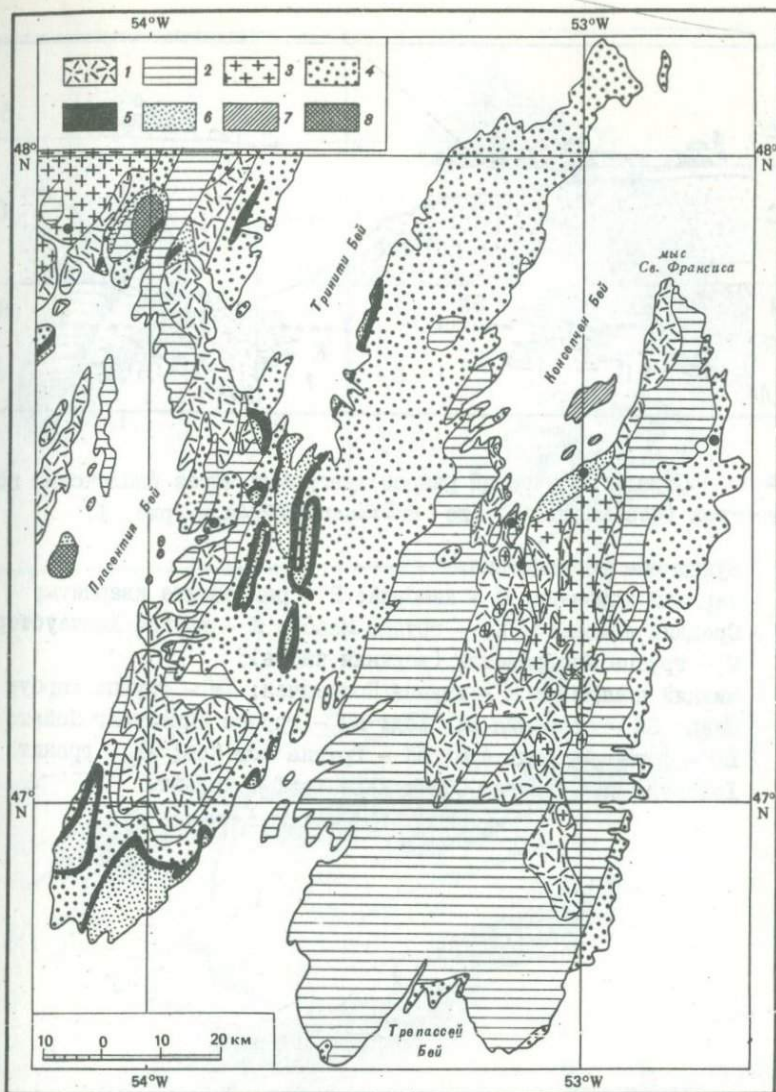 54°W 53°W
1 2 3 4
5 6 7 8
48°
N
48°
N
Тринити Бей
мыс
Св. Франсиса
Консепчен Бей
Пласентия Бей
47°
N
47°
N
10 0 10 20 км
Трепассей
Бей
54°W 53°W